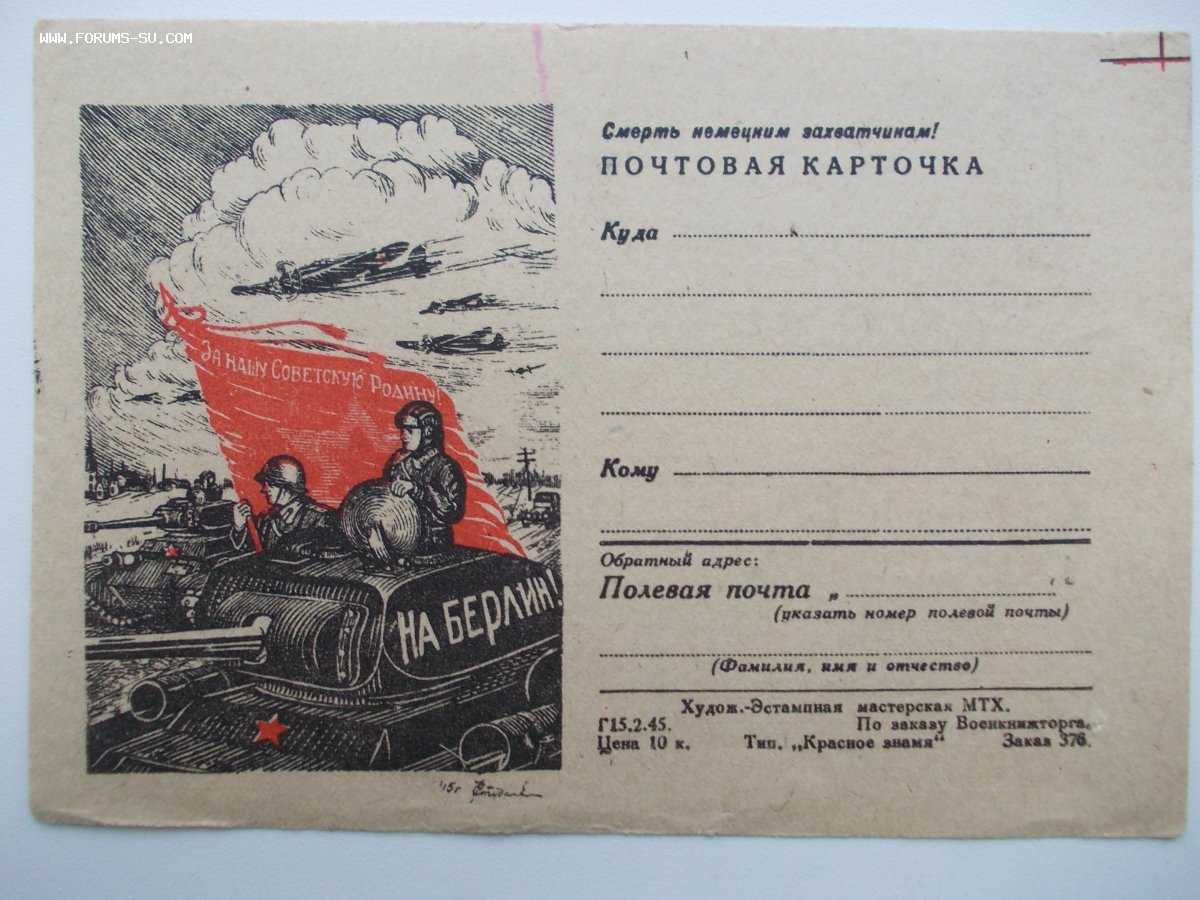 WWW.FORUMS-SU.COM
ЗА НАШУ СОВЕТСКУЮ РОДИНУ!
НА БЕРЛИН!
Смерть немецким захватчикам!
ПОЧТОВАЯ КАРТОЧКА
Куда
Кому
Обратный адрес:
Полевая почта „ “
(указать номер полевой почты)
(Фамилия, имя и отчество)
Худож.-Эстампная мастерская МТХ.
Г15.2.45. По заказу Военкнижторга.
Цена 10 к. Тип. „Красное знамя“ Заказ 376.